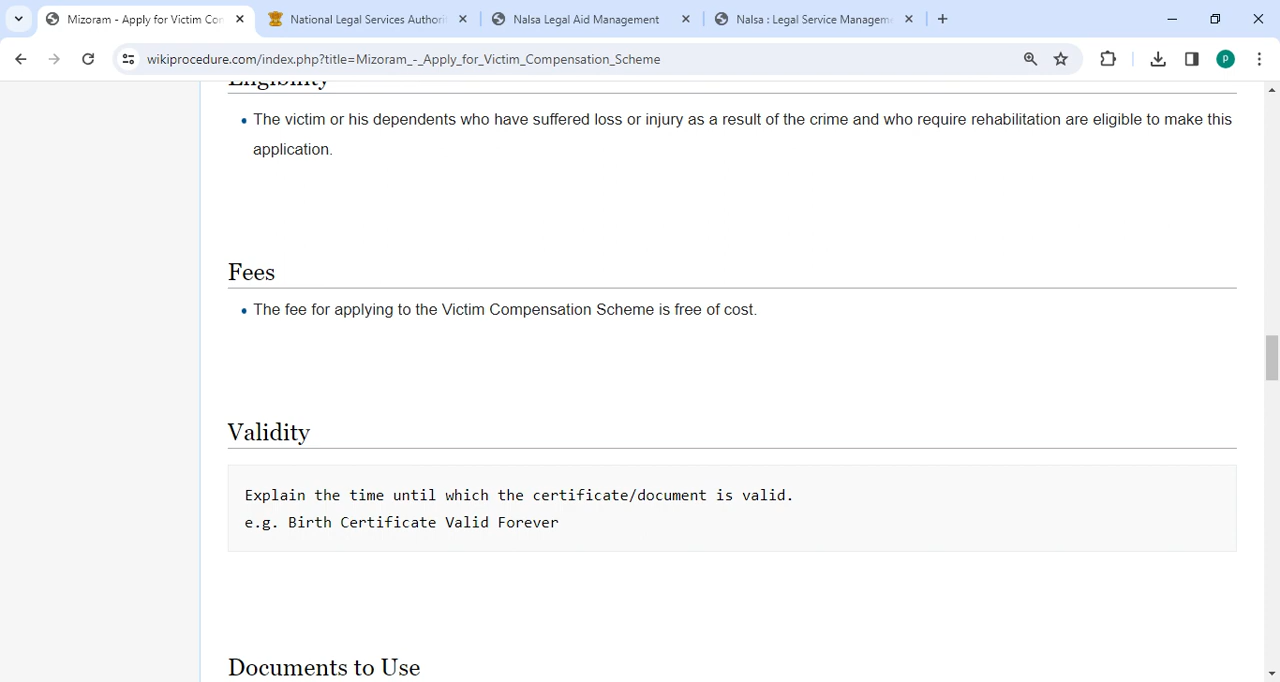 Mizoram - Apply for Victim Con
National Legal Services Authori
Nalsa Legal Aid Management
Nalsa : Legal Service Manageme
wikiprocedure.com/index.php?title=Mizoram_-_Apply_for_Victim_Compensation_Scheme
P
Eligibility
The victim or his dependents who have suffered loss or injury as a result of the crime and who require rehabilitation are eligible to make this
application.
Fees
The fee for applying to the Victim Compensation Scheme is free of cost.
Validity
Explain the time until which the certificate/document is valid.
e.g. Birth Certificate Valid Forever
Documents to Use